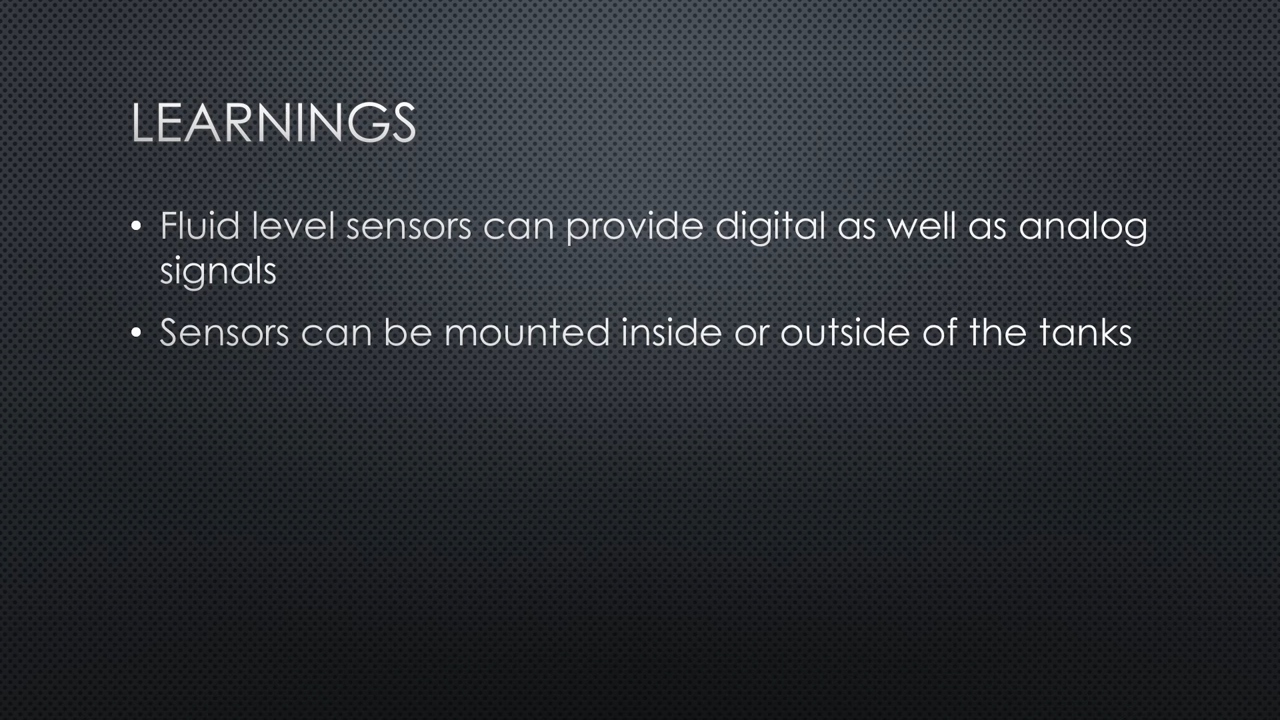 LEARNINGS
• Fluid level sensors can provide digital as well as analog
signals
• Sensors can be mounted inside or outside of the tanks